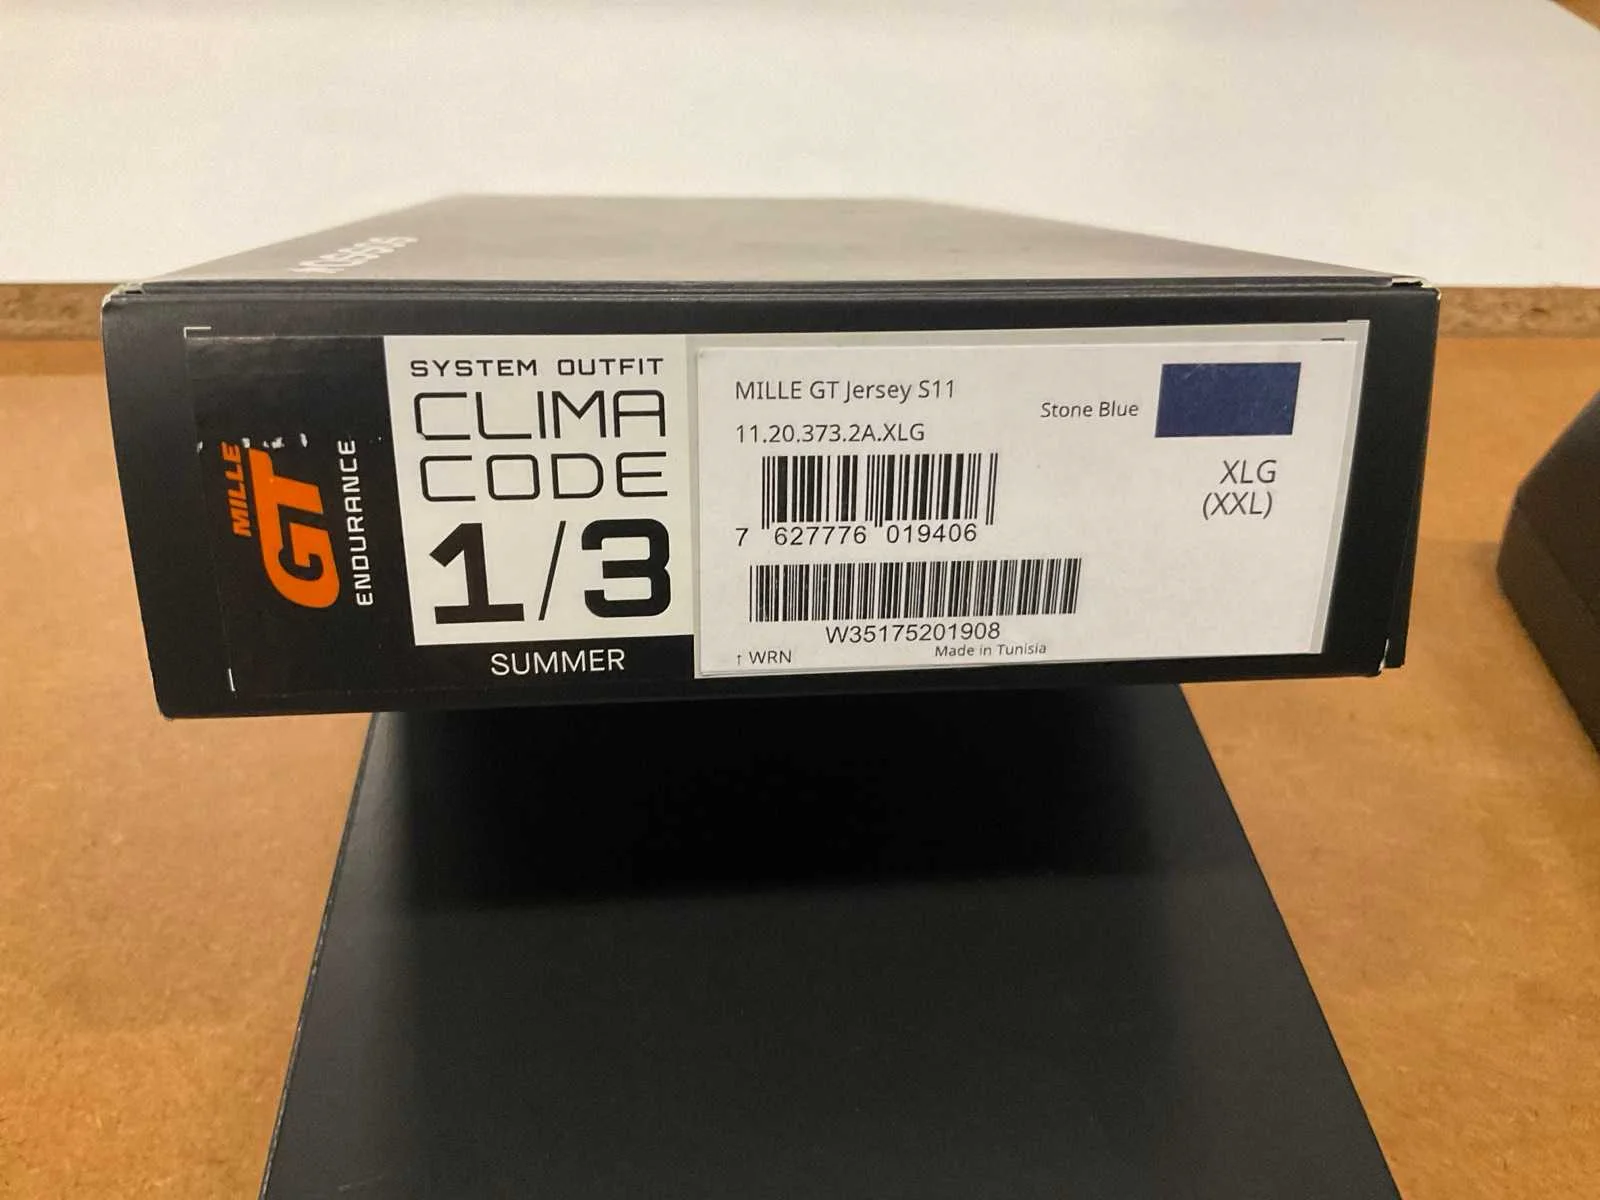 ASSOS
MILLE
GT
ENDURANCE
SYSTEM OUTFIT
CLIMA
CODE
1/3
SUMMER
MILLE GT Jersey S11
11.20.373.2A.XLG
Stone Blue
XLG
(XXL)
7 627776 019406
W35175201908
↑ WRN
Made in Tunisia